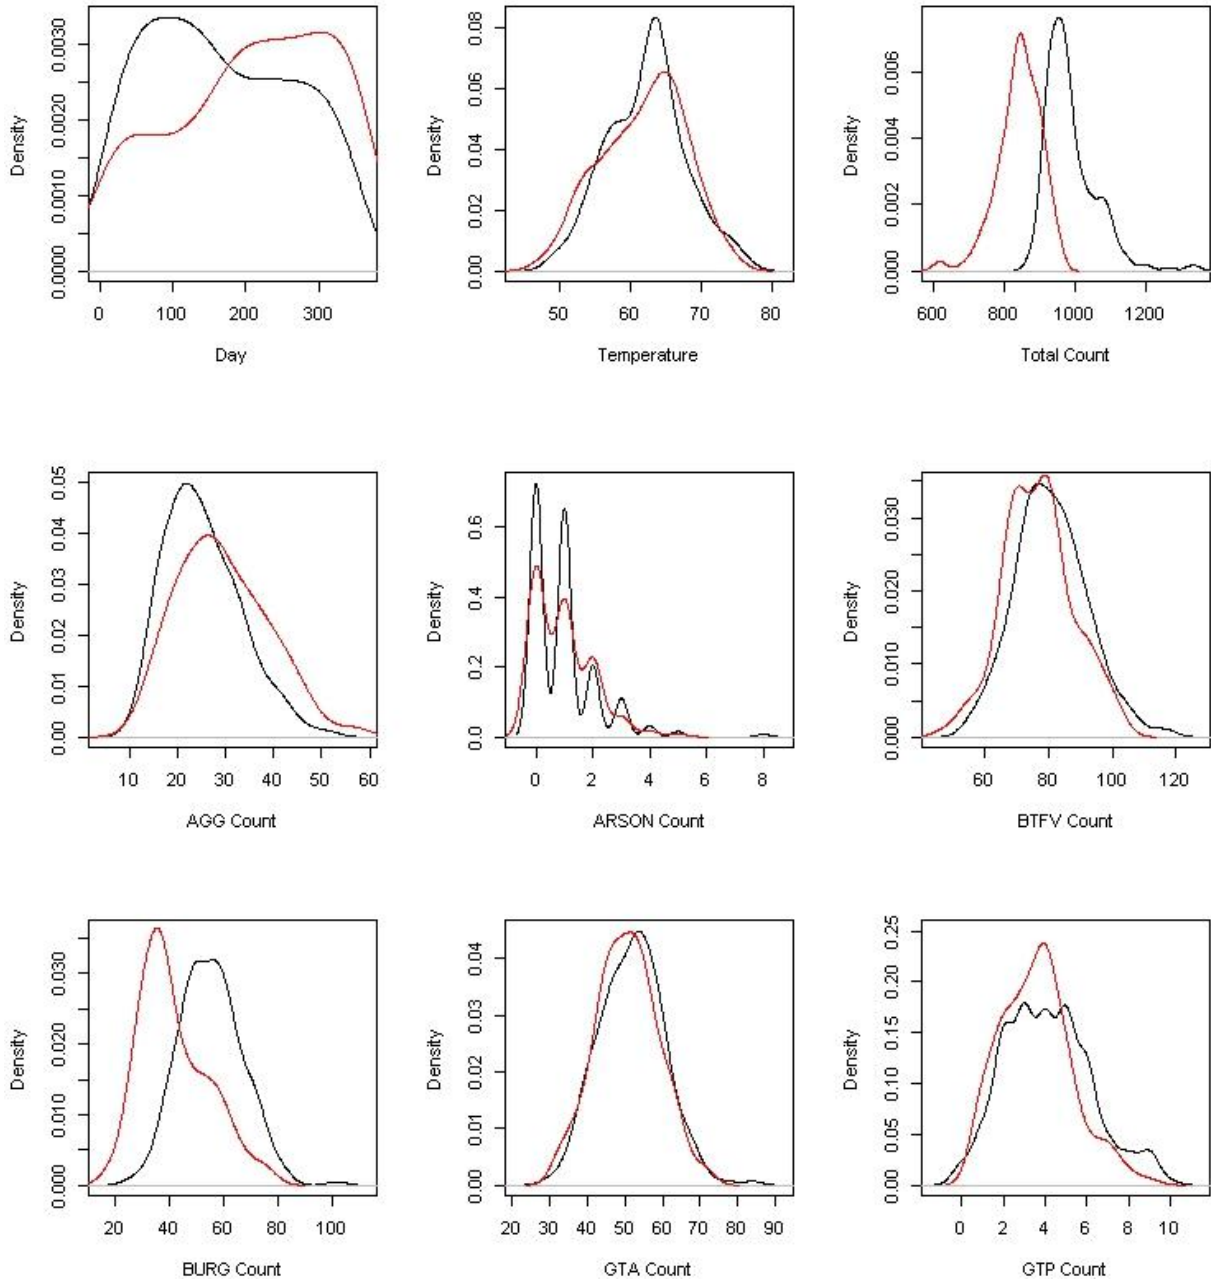 Density
0.0000 0.0010 0.0020 0.0030
0 100 200 300
Day
Density
0.00 0.02 0.04 0.06 0.08
50 60 70 80
Temperature
Density
0.000 0.002 0.004 0.006
600 800 1000 1200
Total Count
Density
0.00 0.01 0.02 0.03 0.04 0.05
10 20 30 40 50 60
AGG Count
Density
0.0 0.2 0.4 0.6
0 2 4 6 8
ARSON Count
Density
0.000 0.010 0.020 0.030
60 80 100 120
BTFV Count
Density
0.000 0.010 0.020 0.030
20 40 60 80 100
BURG Count
Density
0.00 0.01 0.02 0.03 0.04
20 30 40 50 60 70 80 90
GTA Count
Density
0.00 0.05 0.10 0.15 0.20 0.25
0 2 4 6 8 10
GTP Count